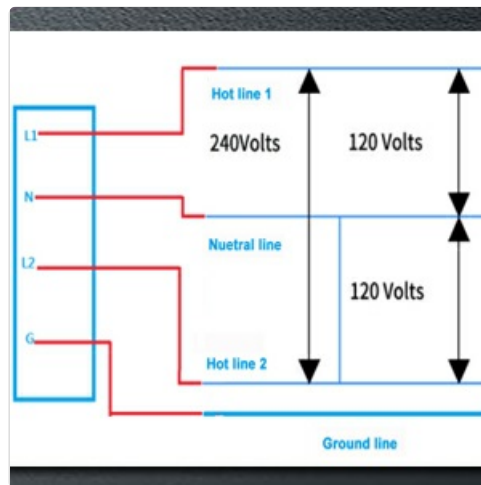 Hot line 1
L1
240Volts
120 Volts
N
Nuetral line
L2
120 Volts
G
Hot line 2
Ground line